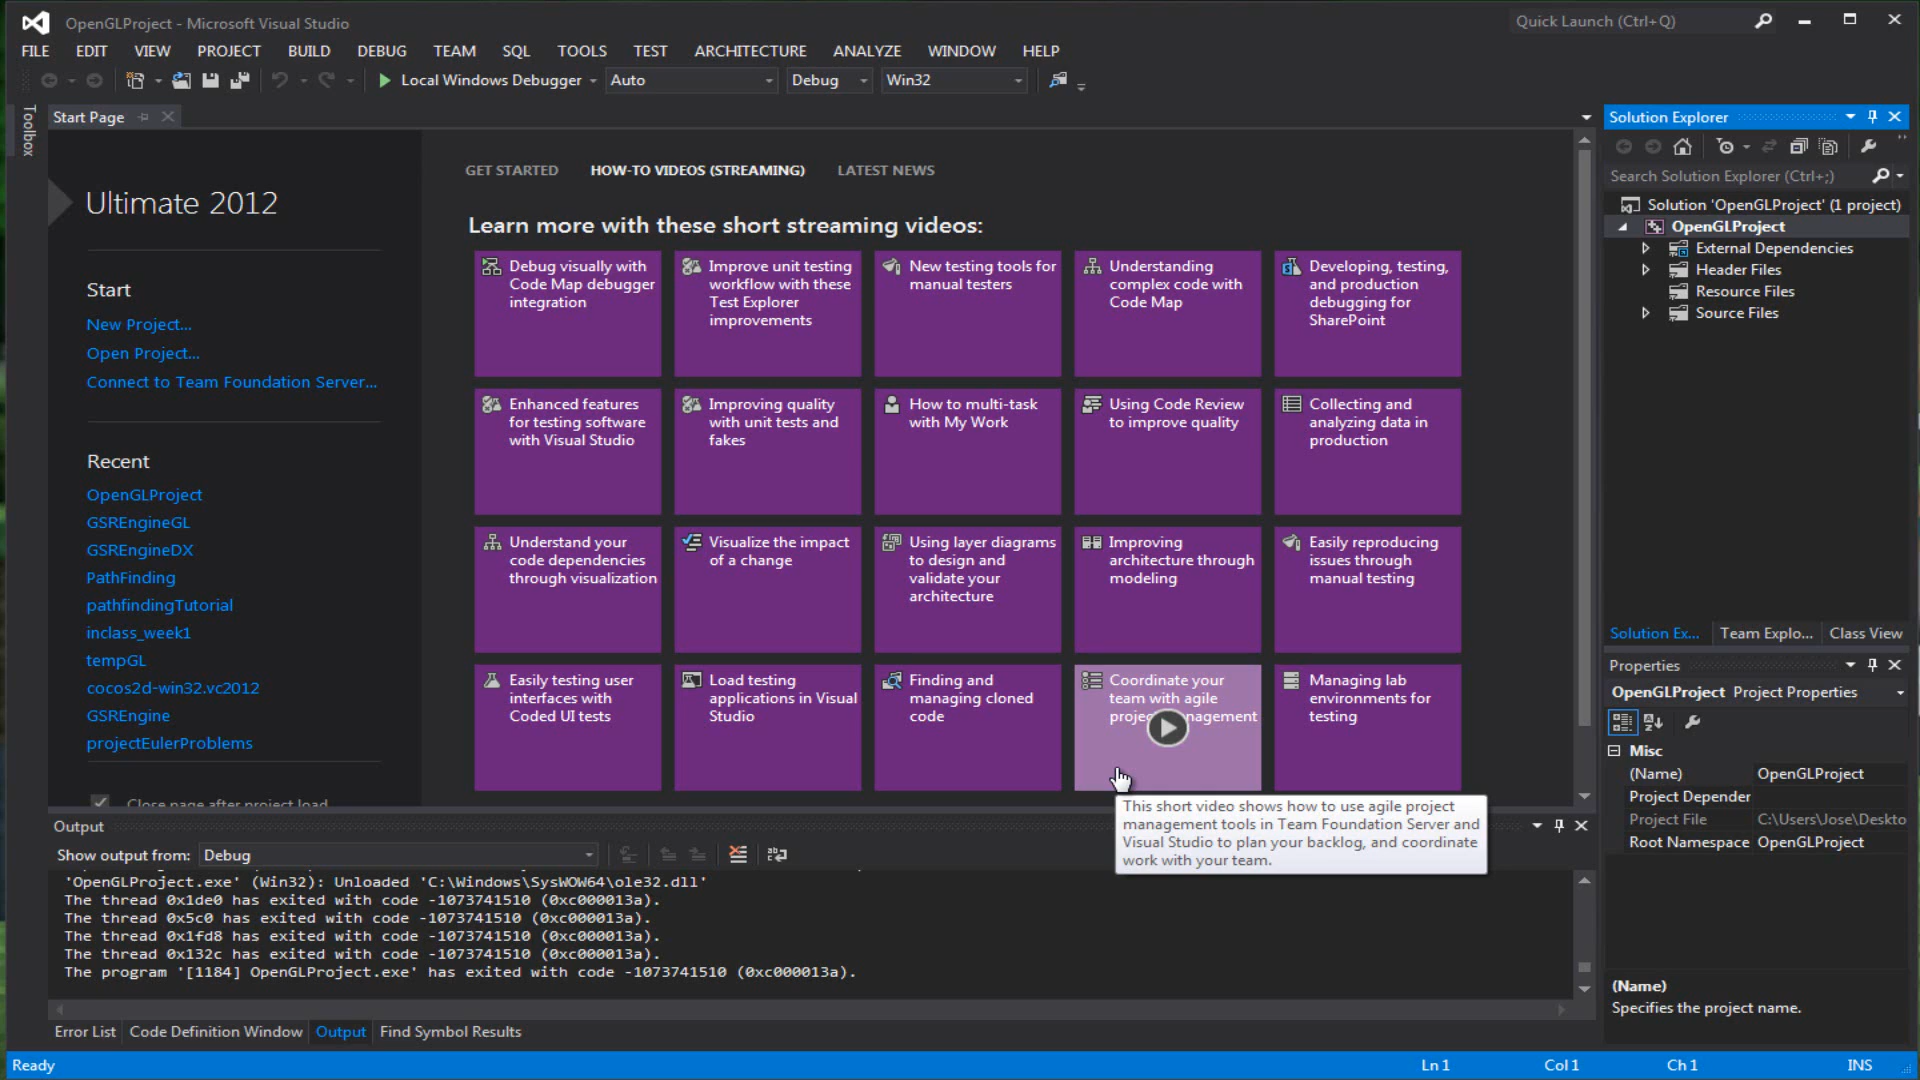 OpenGLProject - Microsoft Visual Studio
Quick Launch (Ctrl+Q)
FILE EDIT VIEW PROJECT BUILD DEBUG TEAM SQL TOOLS TEST ARCHITECTURE ANALYZE WINDOW HELP
Local Windows Debugger Auto Debug Win32
Toolbox
Start Page
Ultimate 2012
Start
New Project...
Open Project...
Connect to Team Foundation Server...
Recent
OpenGLProject
GSREngineGL
GSREngineDX
PathFinding
pathfindingTutorial
inclass_week1
tempGL
cocos2d-win32.vc2012
GSREngine
projectEulerProblems
Close page after project load
GET STARTED HOW-TO VIDEOS (STREAMING) LATEST NEWS
Learn more with these short streaming videos:
Debug visually with
Code Map debugger
integration
Improve unit testing
workflow with these
Test Explorer
improvements
New testing tools for
manual testers
Understanding
complex code with
Code Map
Developing, testing,
and production
debugging for
SharePoint
Enhanced features
for testing software
with Visual Studio
Improving quality
with unit tests and
fakes
How to multi-task
with My Work
Using Code Review
to improve quality
Collecting and
analyzing data in
production
Understand your
code dependencies
through visualization
Visualize the impact
of a change
Using layer diagrams
to design and
validate your
architecture
Improving
architecture through
modeling
Easily reproducing
issues through
manual testing
Easily testing user
interfaces with
Coded UI tests
Load testing
applications in Visual
Studio
Finding and
managing cloned
code
Coordinate your
team with agile
Managing lab
environments for
testing
This short video shows how to use agile project
management tools in Team Foundation Server and
Visual Studio to plan your backlog, and coordinate
work with your team.
Output
Show output from: Debug
'OpenGLProject.exe' (Win32): Unloaded 'C:\Windows\SysWOW64\ole32.dll'
The thread 0x1de0 has exited with code -1073741510 (0xc000013a).
The thread 0x5c0 has exited with code -1073741510 (0xc000013a).
The thread 0x1fd8 has exited with code -1073741510 (0xc000013a).
The thread 0x132c has exited with code -1073741510 (0xc000013a).
The program '[1184] OpenGLProject.exe' has exited with code -1073741510 (0xc000013a).
Error List Code Definition Window Output Find Symbol Results
Solution Explorer
Search Solution Explorer (Ctrl+;)
Solution 'OpenGLProject' (1 project)
OpenGLProject
External Dependencies
Header Files
Resource Files
Source Files
Solution Ex... Team Explo... Class View
Properties
OpenGLProject Project Properties
Misc
(Name) OpenGLProject
Project Depender
Project File C:\Users\Jose\Deskto
Root Namespace OpenGLProject
(Name)
Specifies the project name.
Ready Ln 1 Col 1 Ch 1 INS